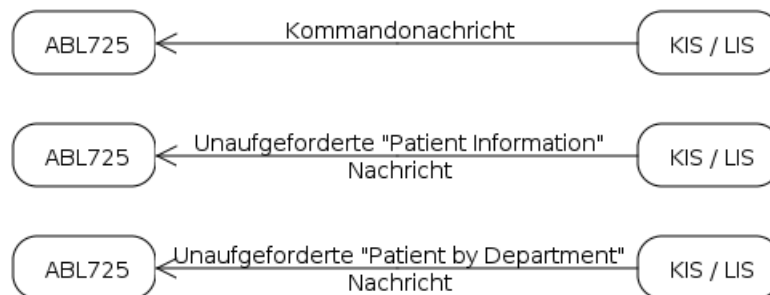 Kommandonachricht
ABL725
KIS / LIS
Unaufgeforderte "Patient Information"
ABL725
KIS / LIS
Nachricht
Unaufgeforderte "Patient by Department"
ABL725
KIS / LIS
Nachricht